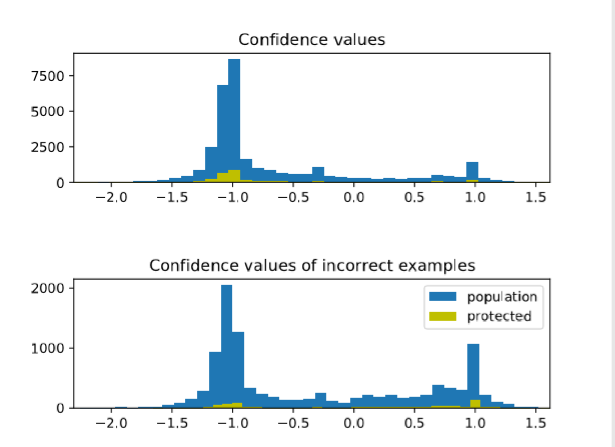 Confidence values
7500
5000
2500
0
−2.0 −1.5 −1.0 −0.5 0.0 0.5 1.0 1.5
Confidence values of incorrect examples
2000
1000
0
population
protected
−2.0 −1.5 −1.0 −0.5 0.0 0.5 1.0 1.5